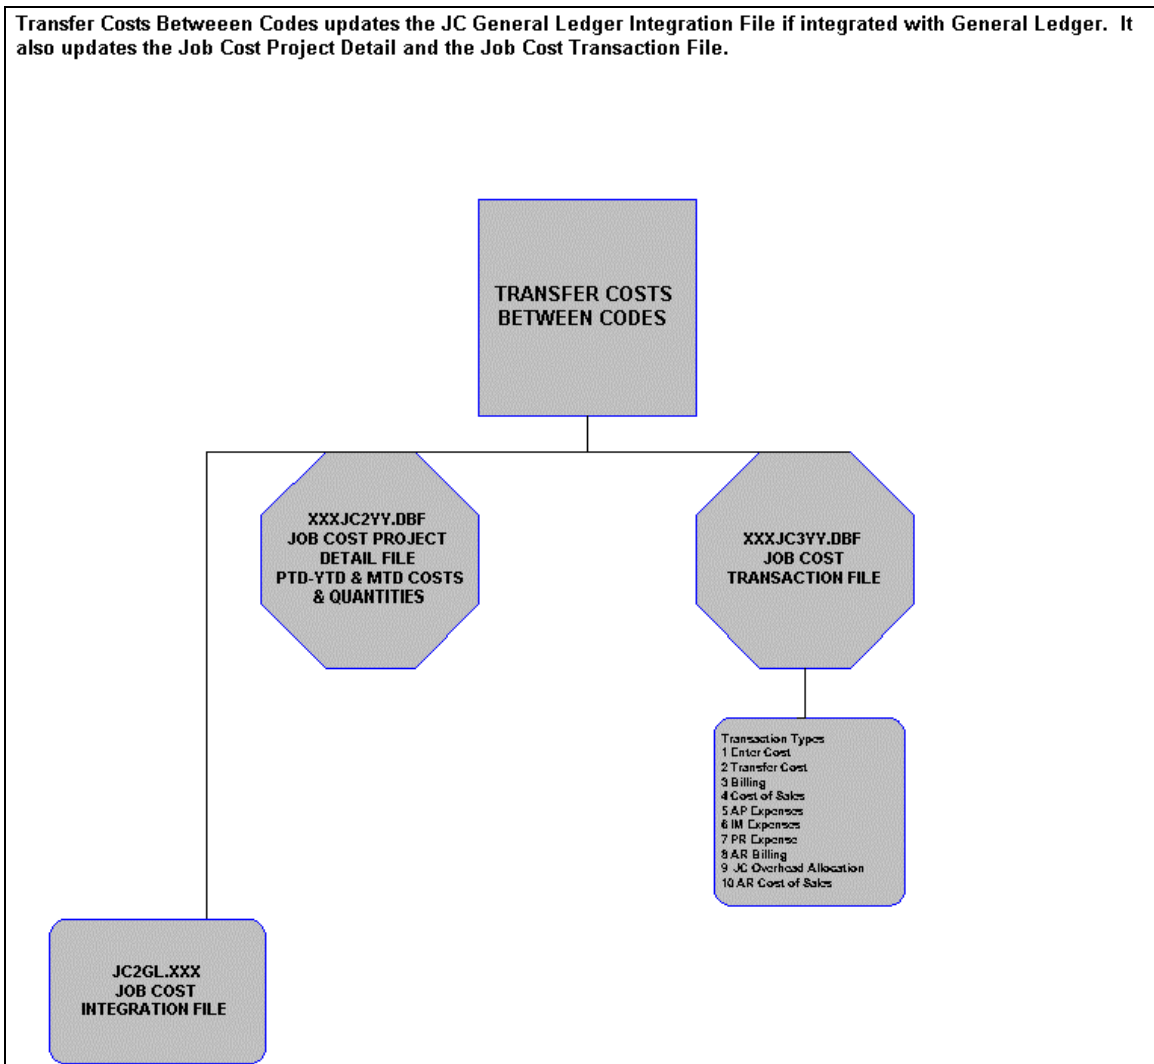 Transfer Costs Betweeen Codes updates the JC General Ledger Integration File if integrated with General Ledger.  It
also updates the Job Cost Project Detail and the Job Cost Transaction File.
TRANSFER COSTS
BETWEEN CODES
XXXJC2YY.DBF
JOB COST PROJECT
DETAIL FILE
PTD-YTD & MTD COSTS
& QUANTITIES
XXXJC3YY.DBF
JOB COST
TRANSACTION FILE
Transaction Types
1 Enter Cost
2 Transfer Cost
3 Billing
4 Cost of Sales
5 AP Expenses
6 IM Expenses
7 PR Expense
8 AR Billing
9 JC Overhead Allocation
10 AR Cost of Sales
JC2GL.XXX
JOB COST
INTEGRATION FILE